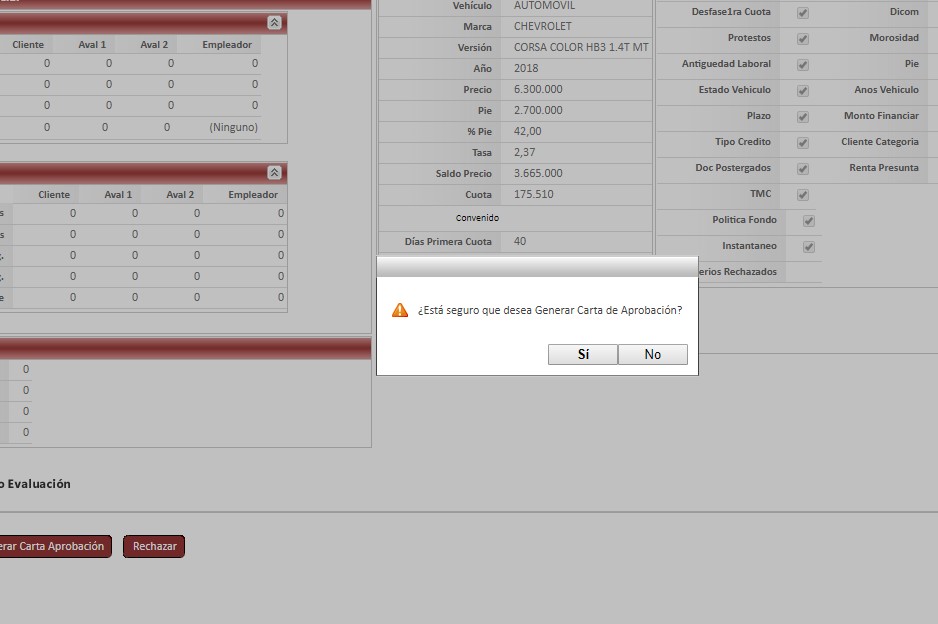 Cliente Aval 1 Aval 2 Empleador
0 0 0 0
0 0 0 0
0 0 0 0
0 0 0 (Ninguno)
Cliente Aval 1 Aval 2 Empleador
s 0 0 0 0
s 0 0 0 0
. 0 0 0 0
. 0 0 0 0
e 0 0 0 0
0
0
0
0
o Evaluación
erar Carta Aprobación Rechazar
Vehículo AUTOMOVIL
Marca CHEVROLET
Versión CORSA COLOR HB3 1.4T MT
Año 2018
Precio 6.300.000
Pie 2.700.000
% Pie 42,00
Tasa 2,37
Saldo Precio 3.665.000
Cuota 175.510
Convenido
Días Primera Cuota 40
Desfase1ra Cuota Dicom
Protestos Morosidad
Antiguedad Laboral Pie
Estado Vehiculo Anos Vehiculo
Plazo Monto Financiar
Tipo Credito Cliente Categoria
Doc Postergados Renta Presunta
TMC
Politica Fondo
Instantaneo
erios Rechazados
¿Está seguro que desea Generar Carta de Aprobación?
Sí No